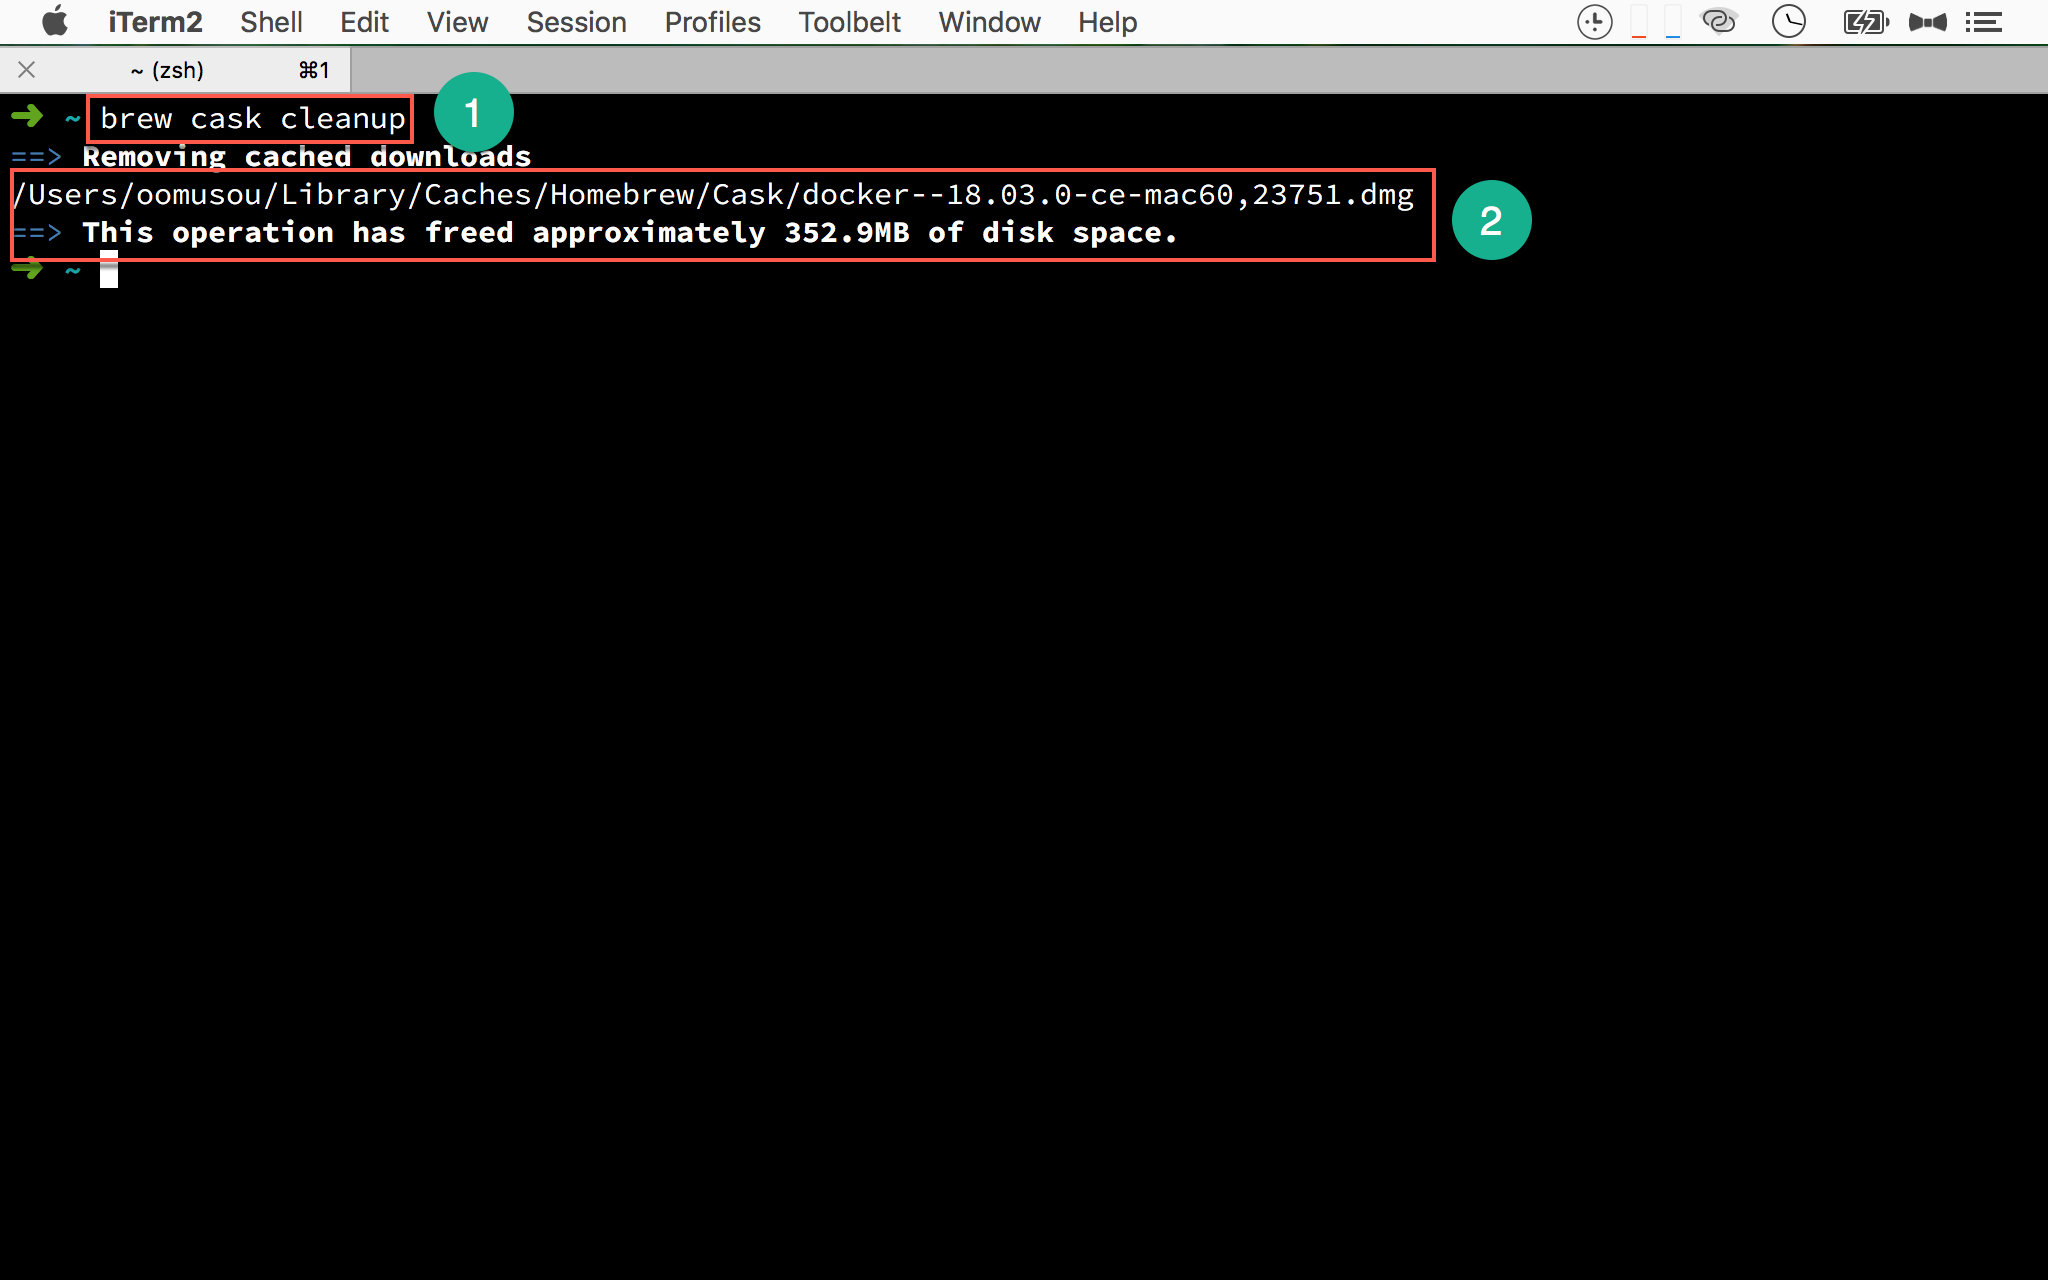 iTerm2 Shell Edit View Session Profiles Toolbelt Window Help
~ (zsh) ⌘1
➜ ~ brew cask cleanup 1
==> Removing cached downloads
/Users/oomusou/Library/Caches/Homebrew/Cask/docker--18.03.0-ce-mac60,23751.dmg
==> This operation has freed approximately 352.9MB of disk space. 2
➜ ~